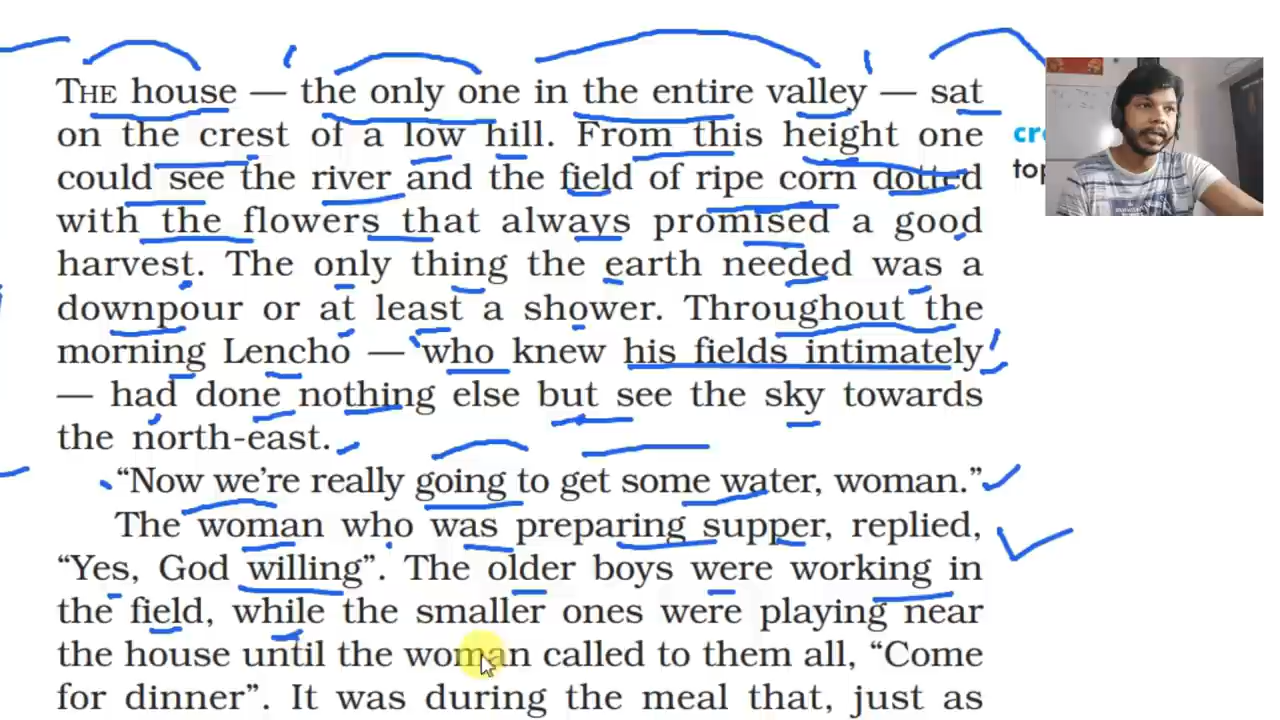 THE house — the only one in the entire valley — sat
on the crest of a low hill. From this height one
could see the river and the field of ripe corn dotted
with the flowers that always promised a good
harvest. The only thing the earth needed was a
downpour or at least a shower. Throughout the
morning Lencho — who knew his fields intimately
— had done nothing else but see the sky towards
the north-east.
“Now we’re really going to get some water, woman.”
The woman who was preparing supper, replied,
“Yes, God willing”. The older boys were working in
the field, while the smaller ones were playing near
the house until the woman called to them all, “Come
for dinner”. It was during the meal that, just as